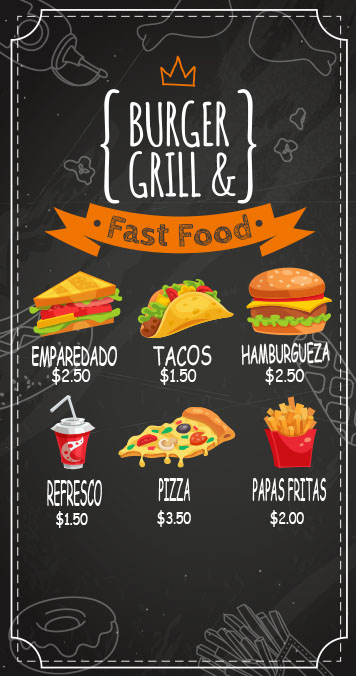 BURGER
GRILL &
Fast Food
EMPAREDADO
$2.50
TACOS
$1.50
HAMBURGUEZA
$2.50
REFRESCO
$1.50
PIZZA
$3.50
PAPAS FRITAS
$2.00